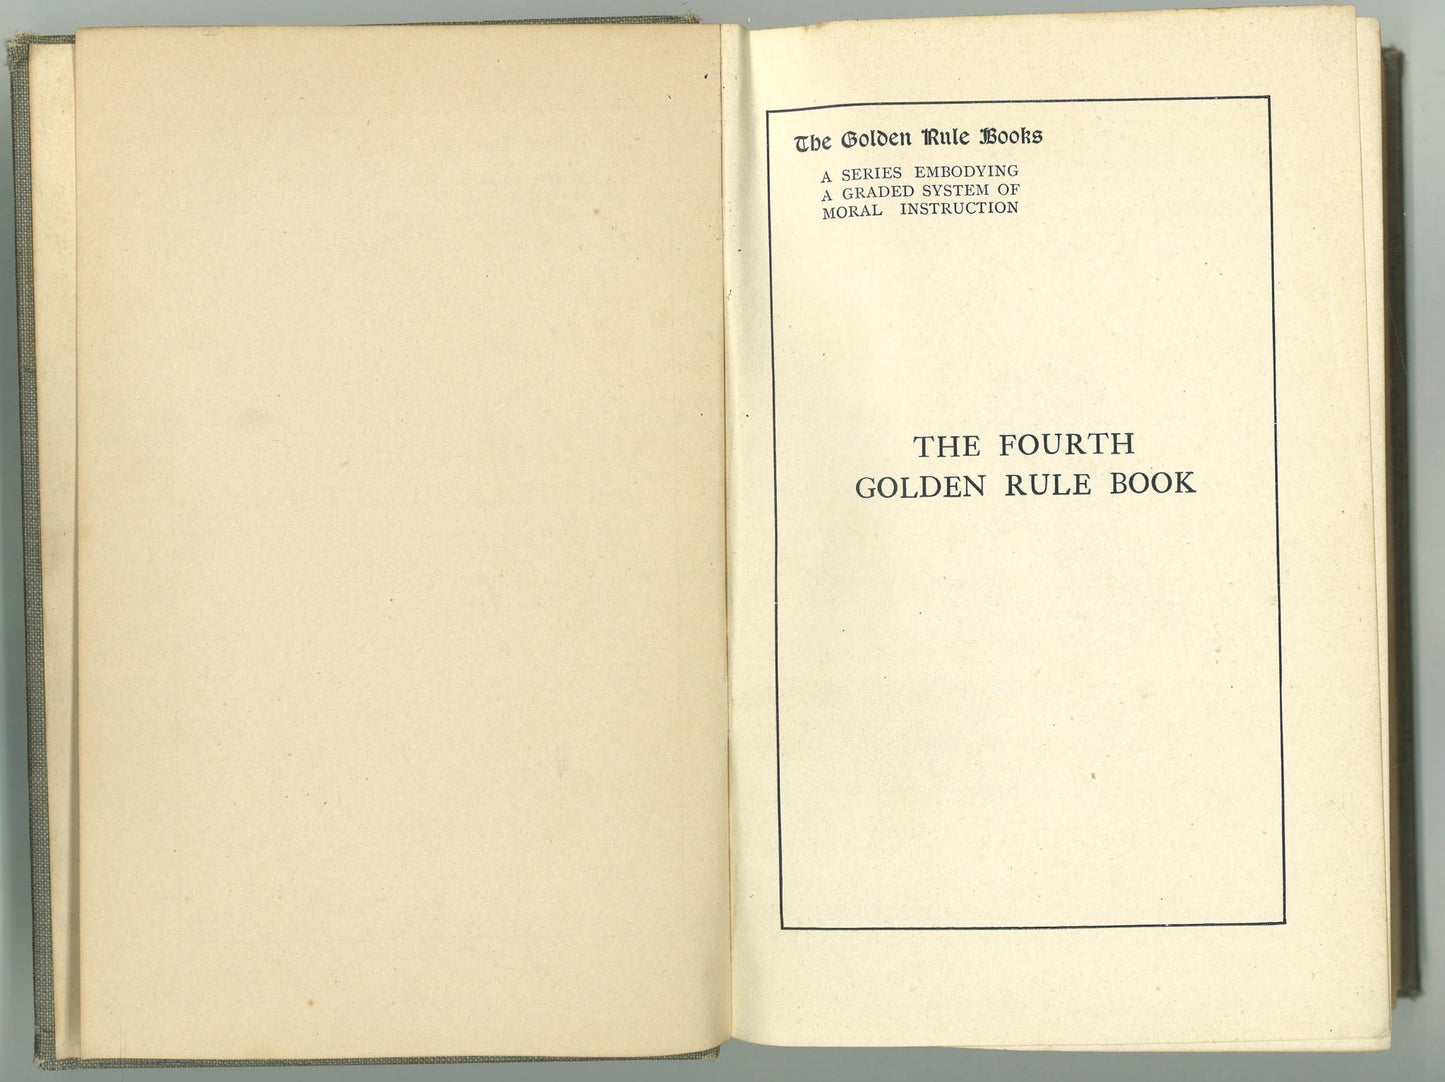 The Golden Rule Books
A SERIES EMBODYING
A GRADED SYSTEM OF
MORAL INSTRUCTION
THE FOURTH
GOLDEN RULE BOOK